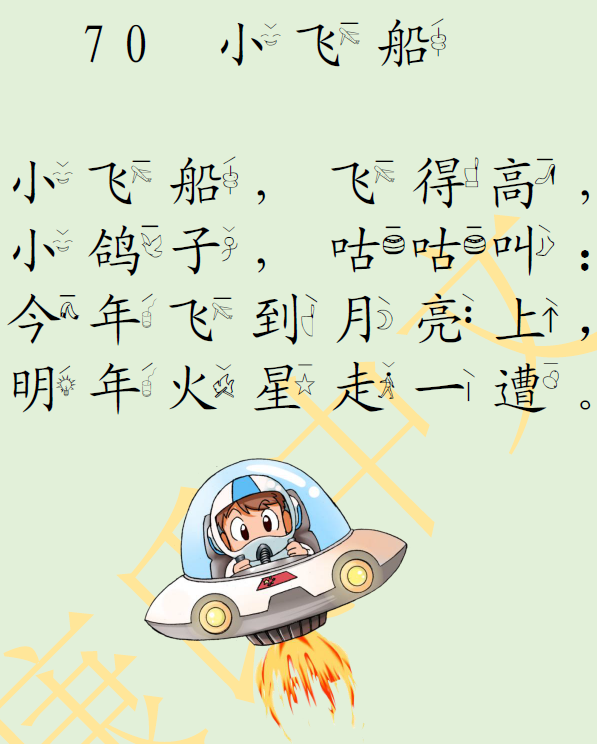 70 小飞船
小飞船，飞得高，
小鸽子，咕咕叫：
今年飞到月亮上，
明年火星走一遭。